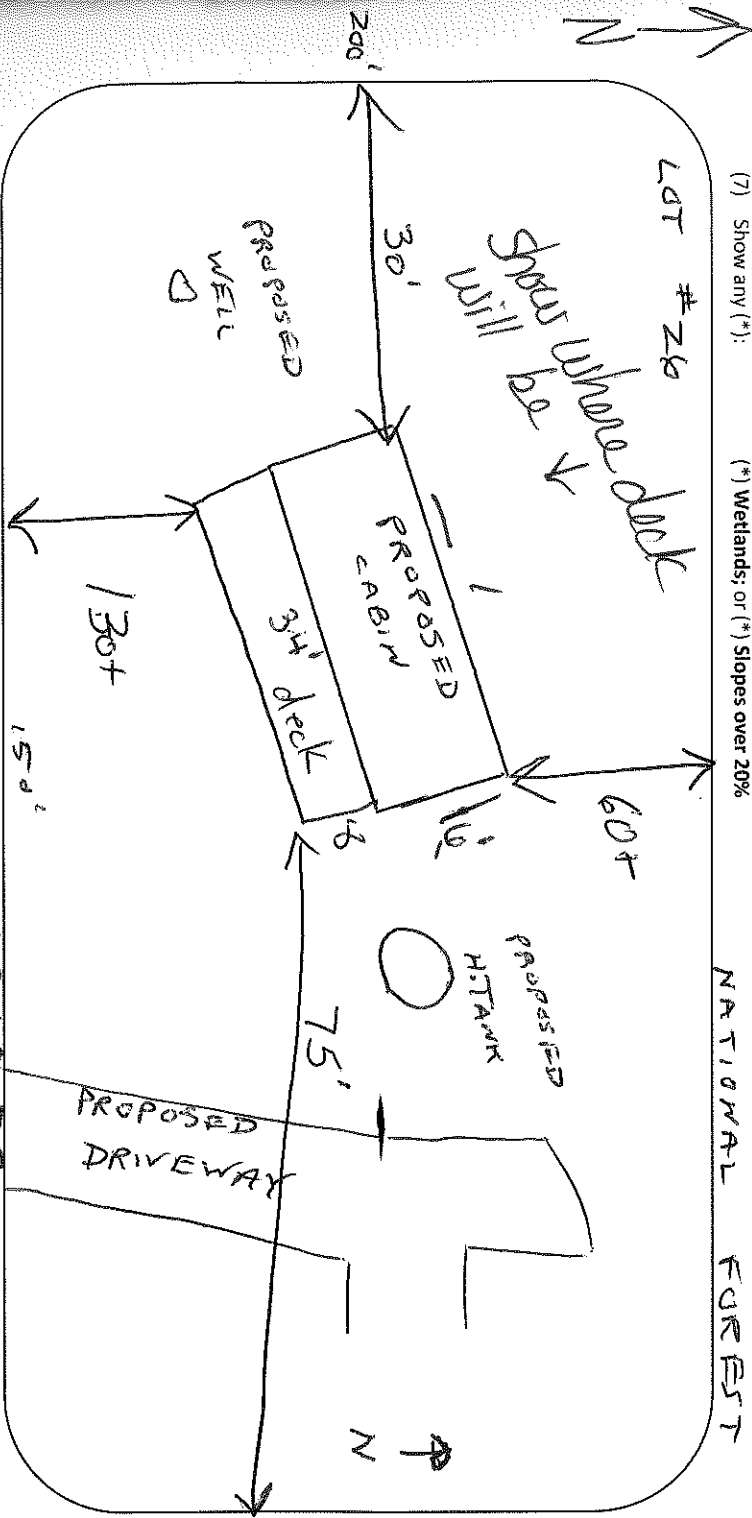 (7) Show any (*):
(*) Wetlands; or (*) Slopes over 20%
N
200'
LOT #26
NATIONAL FOREST
Show where deck
will be
30'
60+
PROPOSED
WELL
PROPOSED
CABIN
34' deck
16'
8
PROPOSED
H.TANK
130+
75'
PROPOSED
DRIVEWAY
N
150'